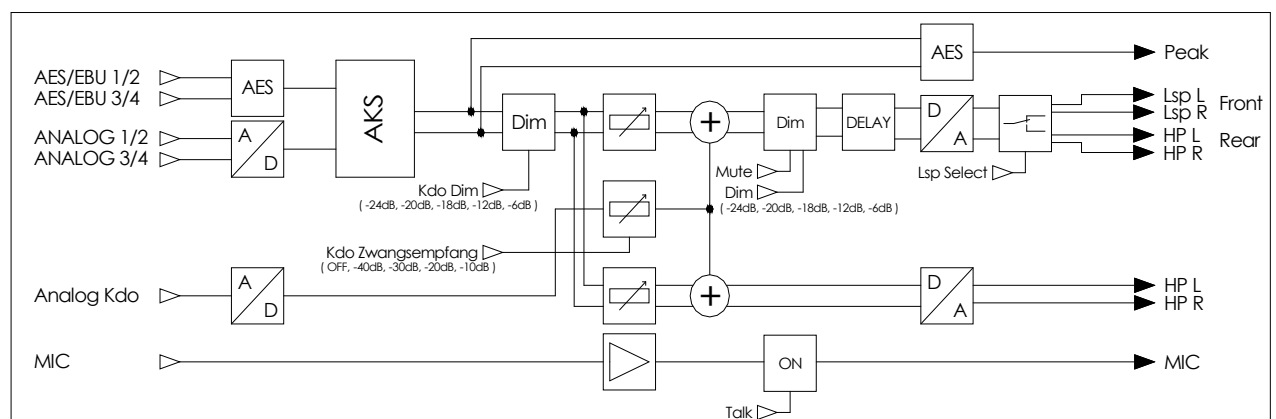 AES
Peak
AES/EBU 1/2
AES/EBU 3/4
AES
AKS
Dim
Dim
DELAY
D
A
Lsp L
Lsp R
Front
HP L
HP R
Rear
ANALOG 1/2
ANALOG 3/4
A
D
Mute
Lsp Select
Kdo Dim
( -24dB, -20dB, -18dB, -12dB, -6dB )
Dim
( -24dB, -20dB, -18dB, -12dB, -6dB )
Kdo Zwangsempfang
( OFF, -40dB, -30dB, -20dB, -10dB )
Analog Kdo
A
D
D
A
HP L
HP R
MIC
ON
MIC
Talk